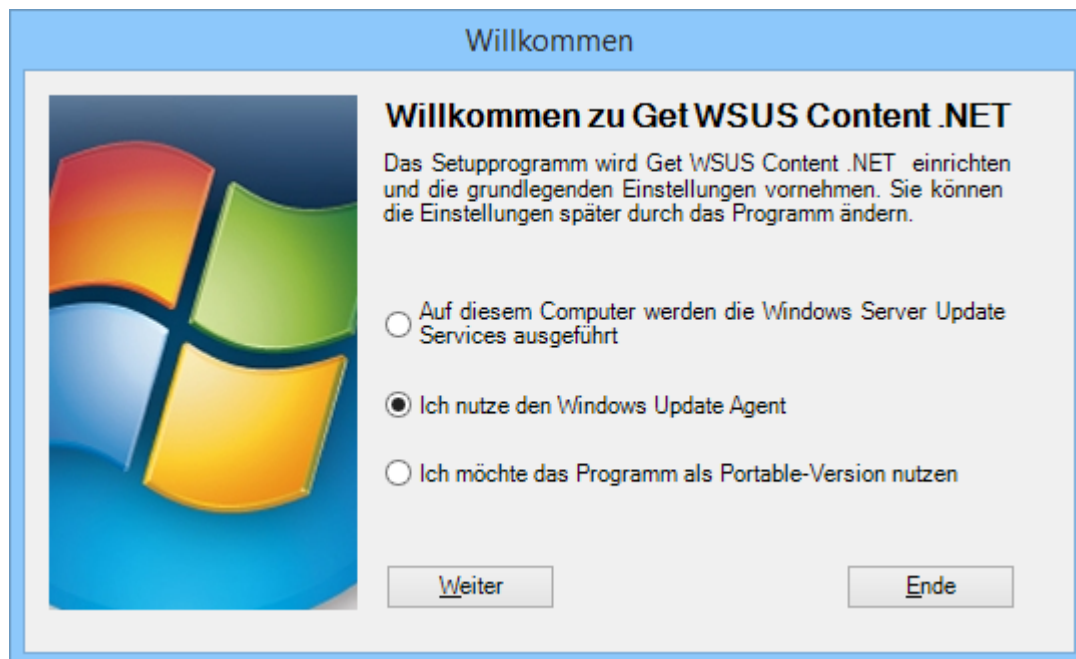 Willkommen
Willkommen zu Get WSUS Content .NET
Das Setupprogramm wird Get WSUS Content .NET einrichten
und die grundlegenden Einstellungen vornehmen. Sie können
die Einstellungen später durch das Programm ändern.
Auf diesem Computer werden die Windows Server Update
Services ausgeführt
Ich nutze den Windows Update Agent
Ich möchte das Programm als Portable-Version nutzen
Weiter
Ende